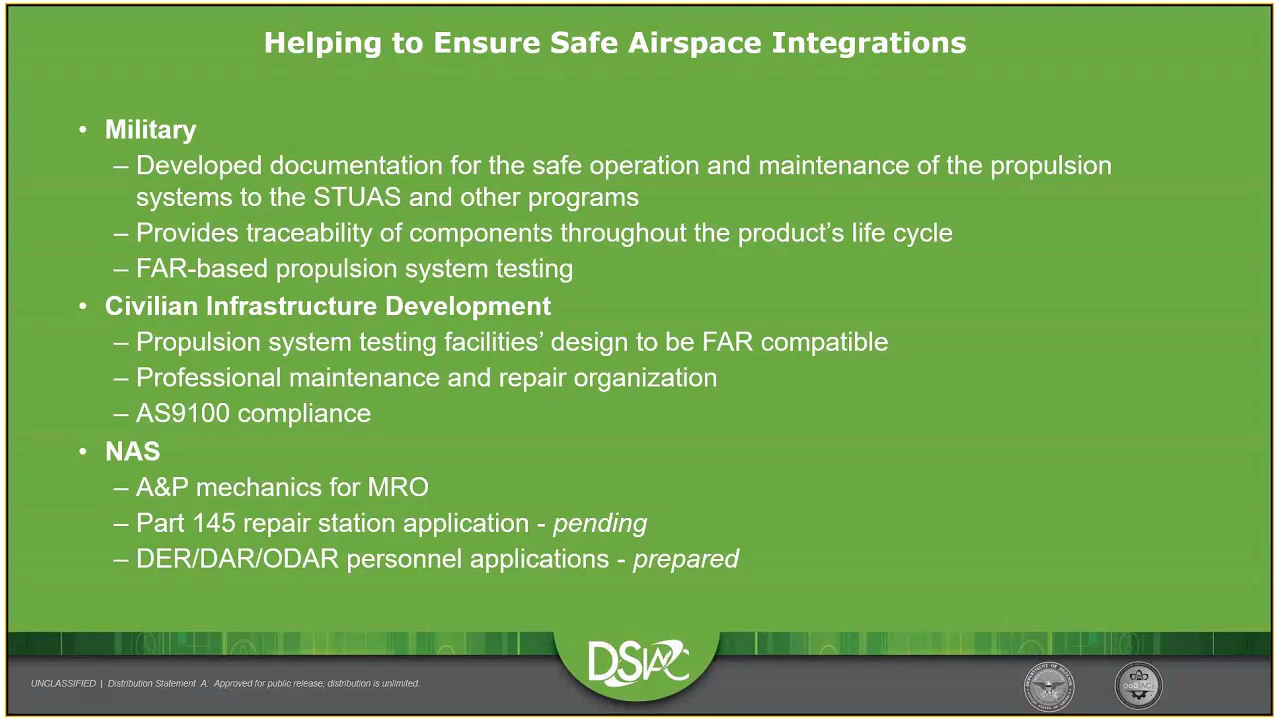 Helping to Ensure Safe Airspace Integrations
• Military
– Developed documentation for the safe operation and maintenance of the propulsion
systems to the STUAS and other programs
– Provides traceability of components throughout the product’s life cycle
– FAR-based propulsion system testing
• Civilian Infrastructure Development
– Propulsion system testing facilities’ design to be FAR compatible
– Professional maintenance and repair organization
– AS9100 compliance
• NAS
– A&P mechanics for MRO
– Part 145 repair station application - pending
– DER/DAR/ODAR personnel applications - prepared
DSIAC
UNCLASSIFIED | Distribution Statement A: Approved for public release; distribution is unlimited.